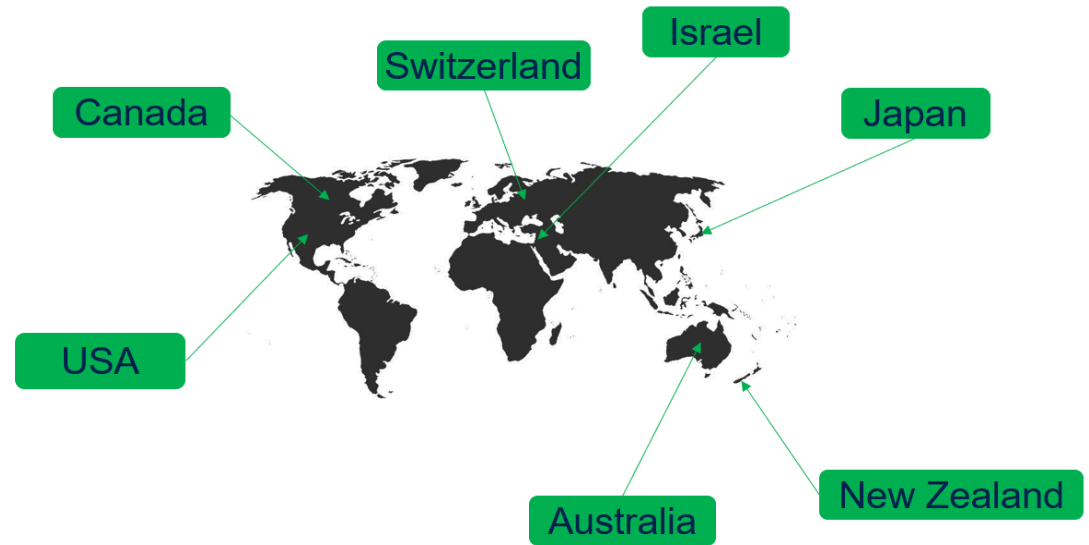 Israel
Switzerland
Canada
Japan
USA
New Zealand
Australia